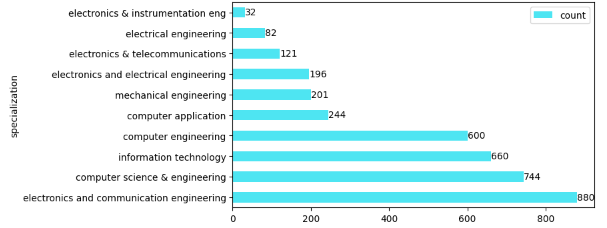 electronics & instrumentation eng 32
electrical engineering 82
electronics & telecommunications 121
electronics and electrical engineering 196
mechanical engineering 201
computer application 244
computer engineering 600
information technology 660
computer science & engineering 744
electronics and communication engineering 880
specialization
count
0 200 400 600 800